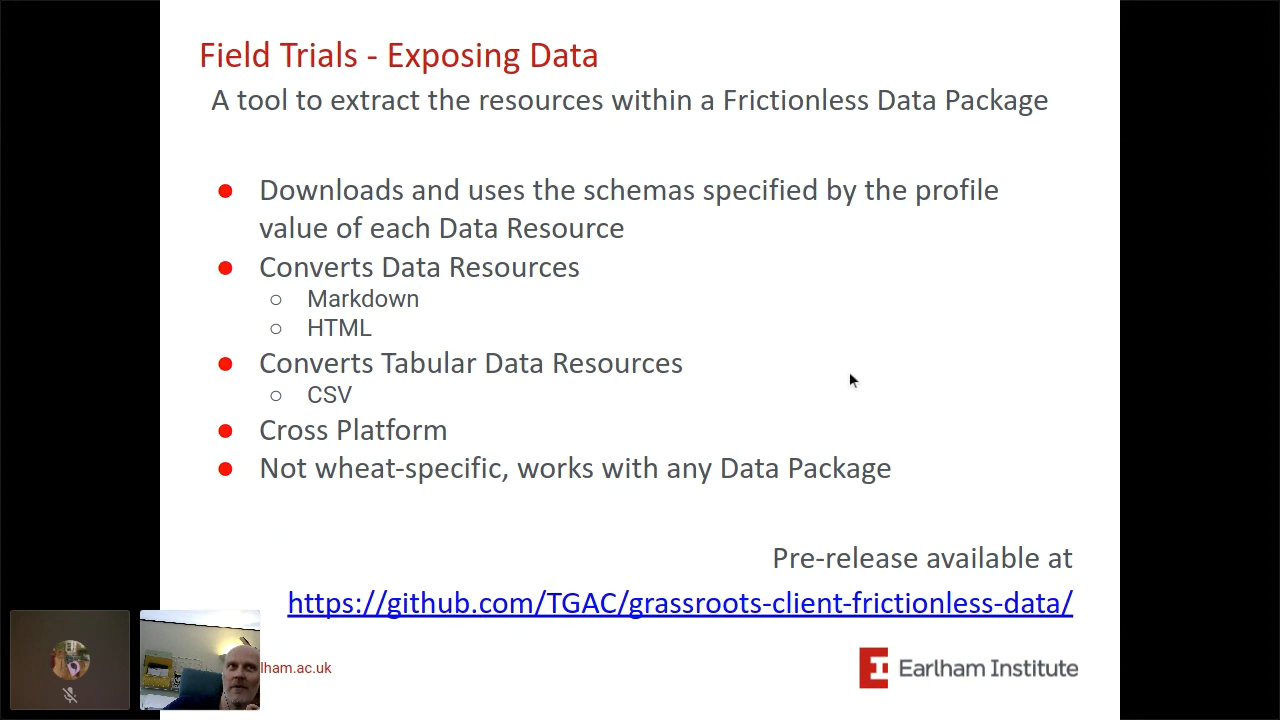 Field Trials - Exposing Data
A tool to extract the resources within a Frictionless Data Package
Downloads and uses the schemas specified by the profile
value of each Data Resource
Converts Data Resources
Markdown
HTML
Converts Tabular Data Resources
CSV
Cross Platform
Not wheat-specific, works with any Data Package
Pre-release available at
https://github.com/TGAC/grassroots-client-frictionless-data/
lham.ac.uk
Earlham Institute